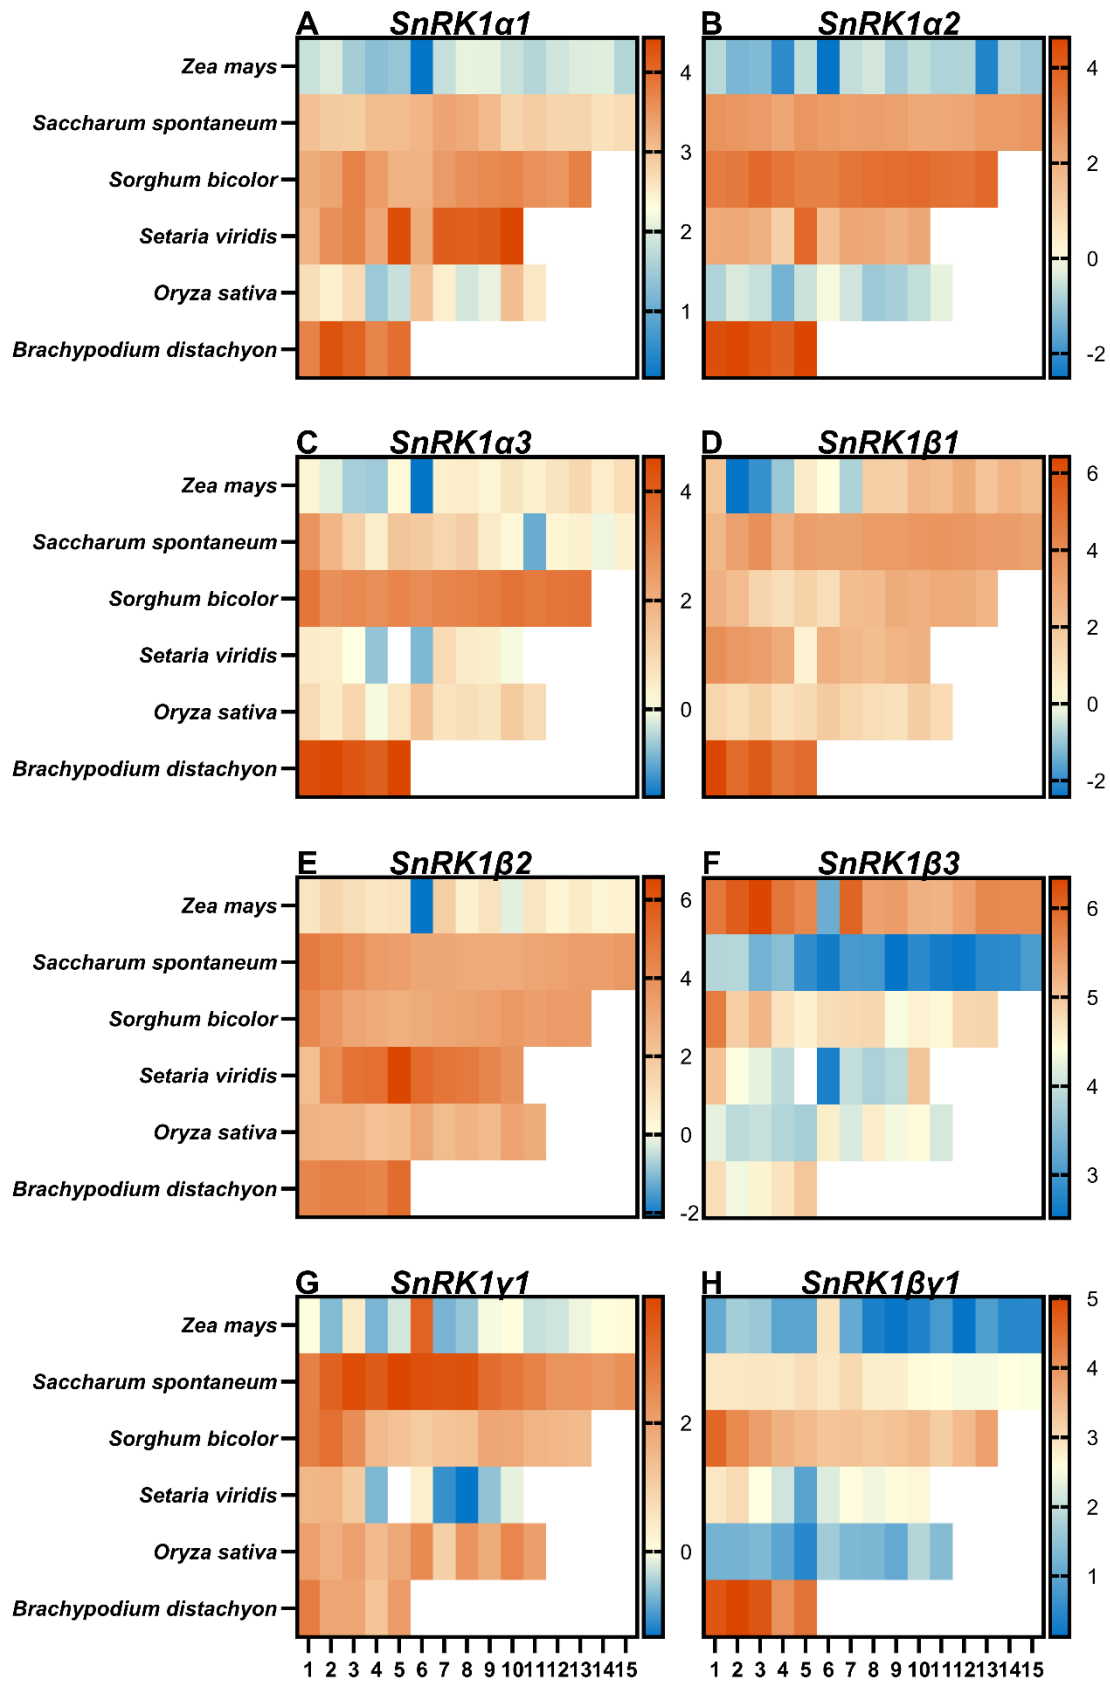 A SnRK1α1
Zea mays
Saccharum spontaneum
Sorghum bicolor
Setaria viridis
Oryza sativa
Brachypodium distachyon
4
3
2
1
B SnRK1α2
4
2
0
-2
C SnRK1α3
Zea mays
Saccharum spontaneum
Sorghum bicolor
Setaria viridis
Oryza sativa
Brachypodium distachyon
4
2
0
D SnRK1β1
6
4
2
0
-2
E SnRK1β2
Zea mays
Saccharum spontaneum
Sorghum bicolor
Setaria viridis
Oryza sativa
Brachypodium distachyon
6
4
2
0
-2
F SnRK1β3
6
5
4
3
G SnRK1γ1
Zea mays
Saccharum spontaneum
Sorghum bicolor
Setaria viridis
Oryza sativa
Brachypodium distachyon
2
0
1 2 3 4 5 6 7 8 9 10 11 12 13 14 15
H SnRK1βγ1
5
4
3
2
1
1 2 3 4 5 6 7 8 9 10 11 12 13 14 15